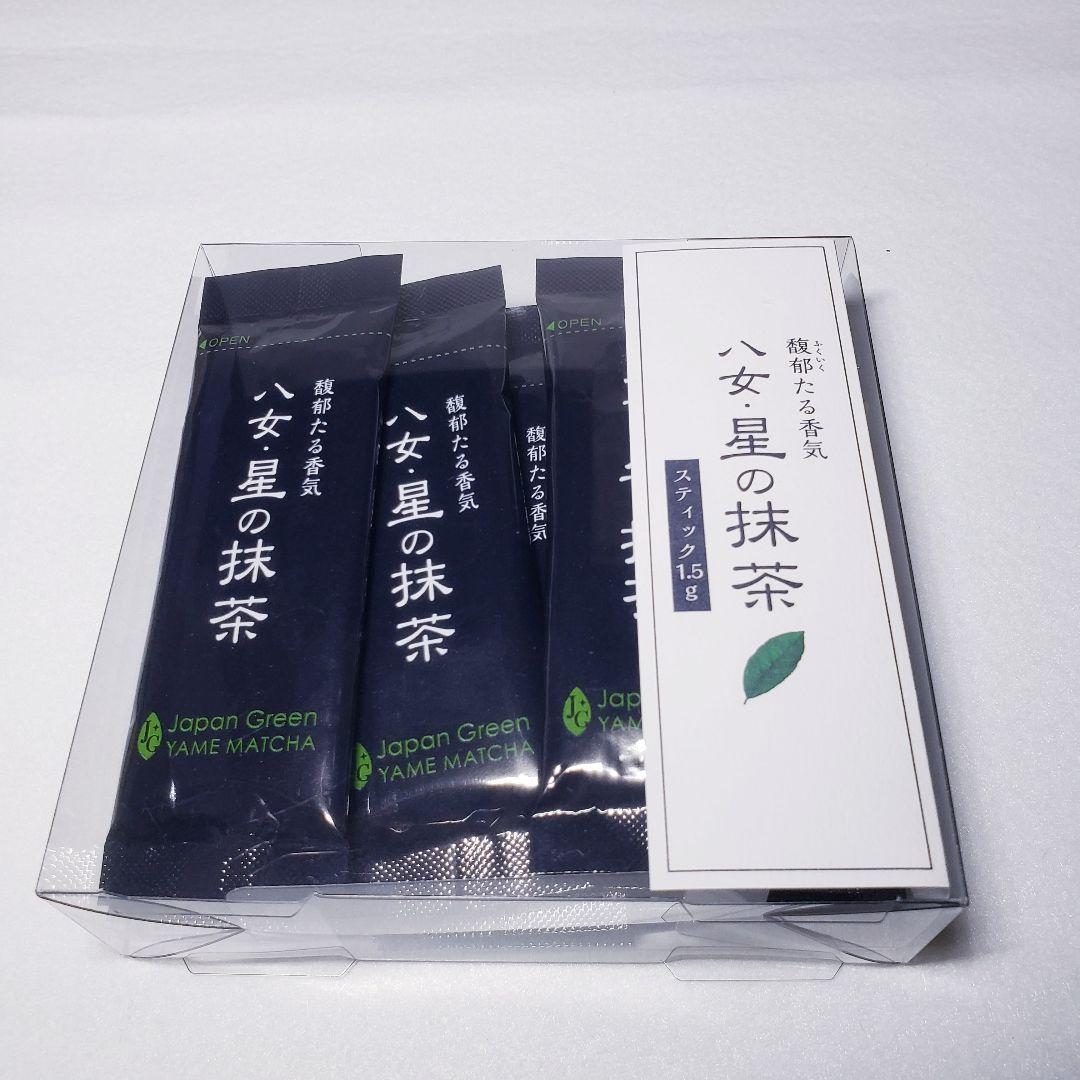 OPEN
馥郁たる香気
八女・星の抹茶
Japan Green
YAME MATCHA
馥郁たる香気
八女・星の抹茶
Japan Green
YAME MATCHA
馥郁たる香気
OPEN
Jap
YAM
ふくいく
馥郁たる香気
八女・星の抹茶
スティック1.5g